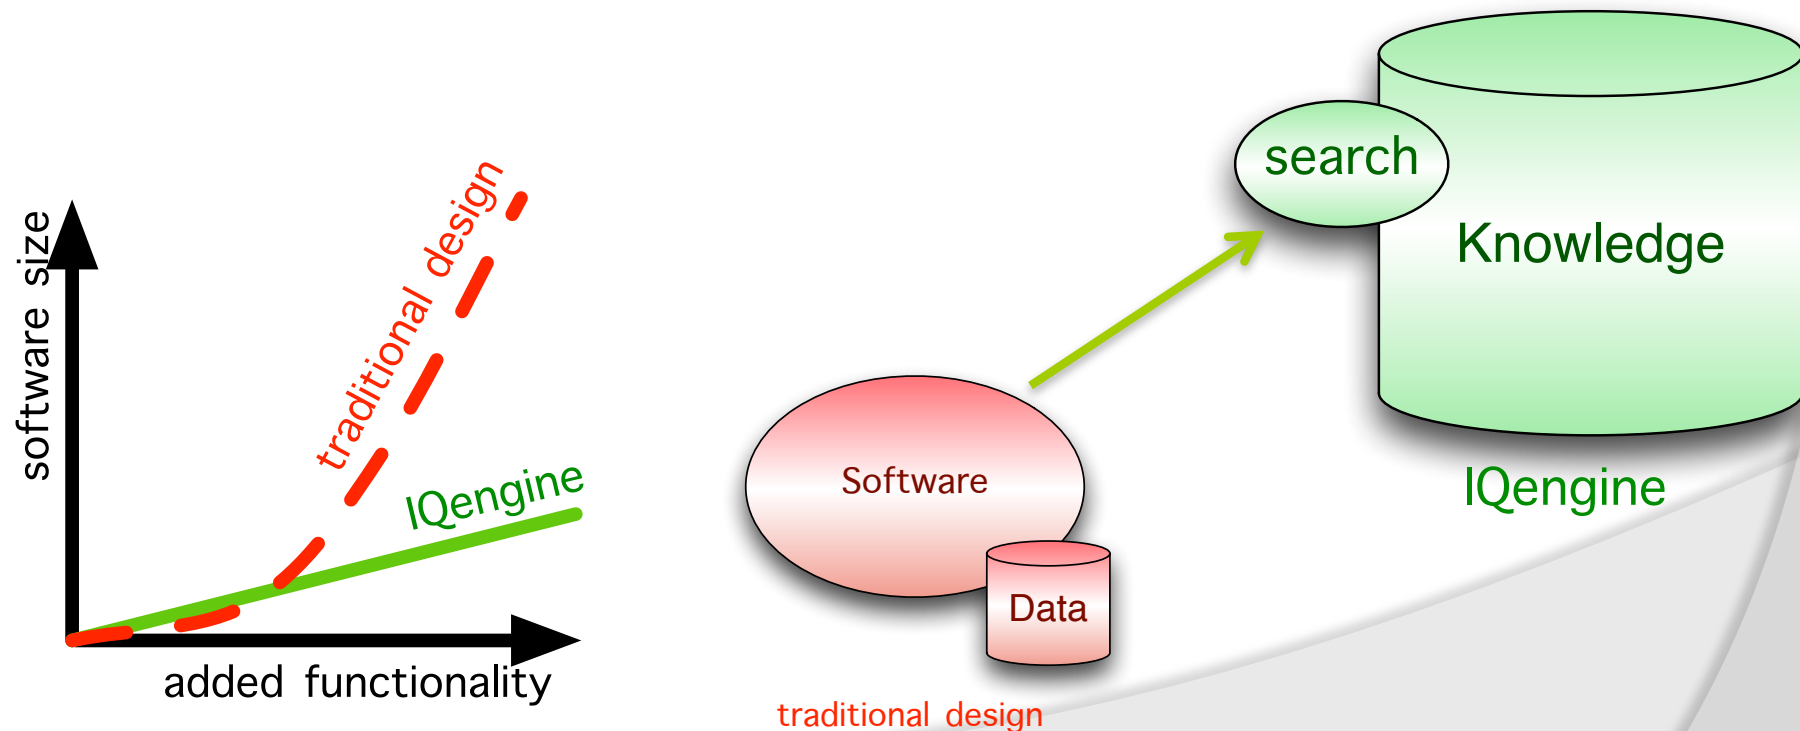 software size
traditional design
IQengine
added functionality
Software
Data
traditional design
search
Knowledge
IQengine